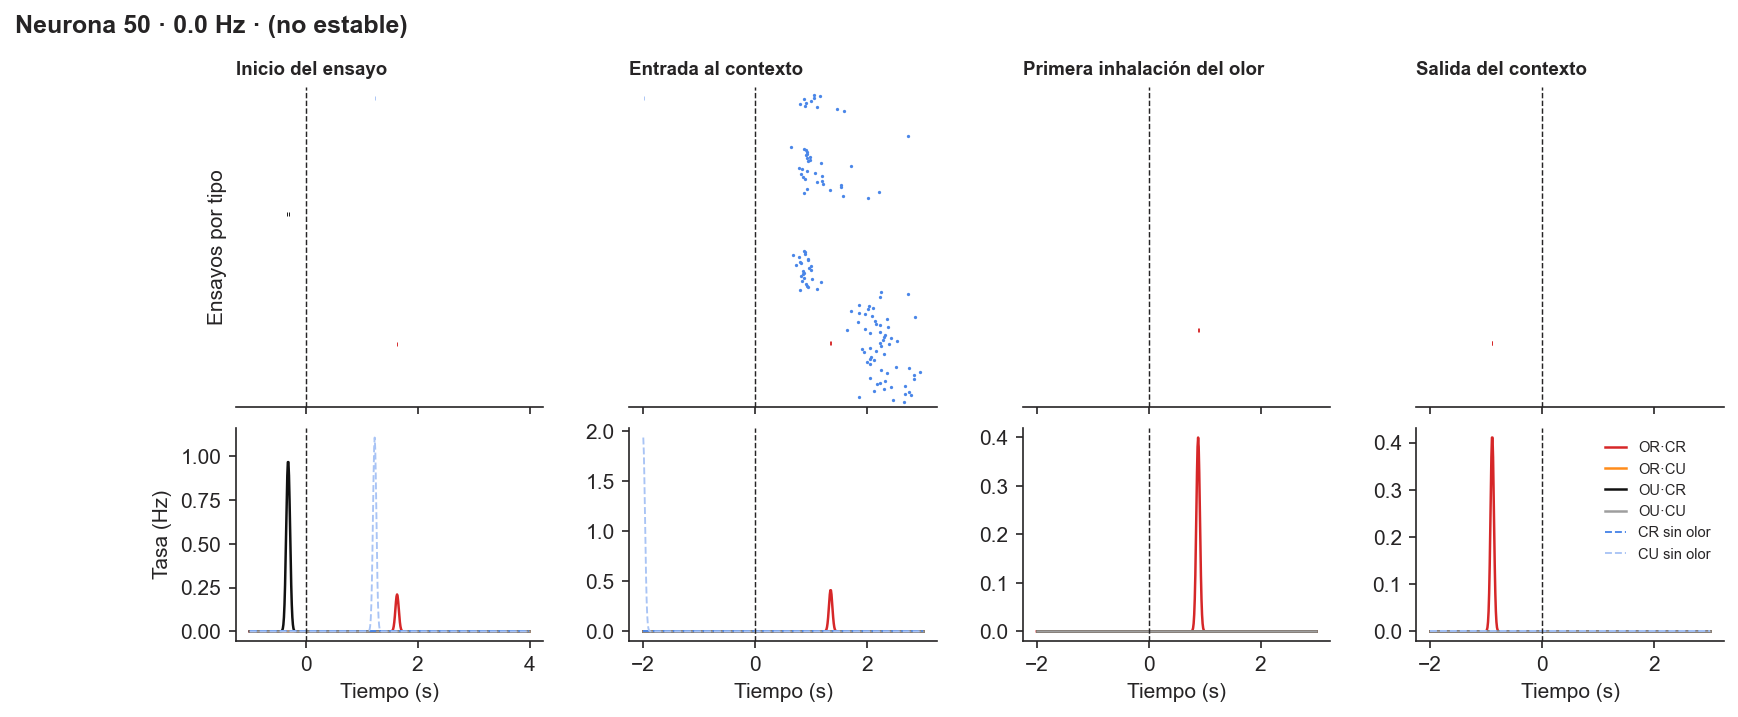 Neurona 50 · 0.0 Hz · (no estable)
Inicio del ensayo
Entrada al contexto
Primera inhalación del olor
Salida del contexto
Ensayos por tipo
Tasa (Hz)
1.00
0.75
0.50
0.25
0.00
0
2
4
Tiempo (s)
2.0
1.5
1.0
0.5
0.0
−2
0
2
Tiempo (s)
0.4
0.3
0.2
0.1
0.0
−2
0
2
Tiempo (s)
0.4
0.3
0.2
0.1
0.0
−2
0
2
Tiempo (s)
OR·CR
OR·CU
OU·CR
OU·CU
CR sin olor
CU sin olor